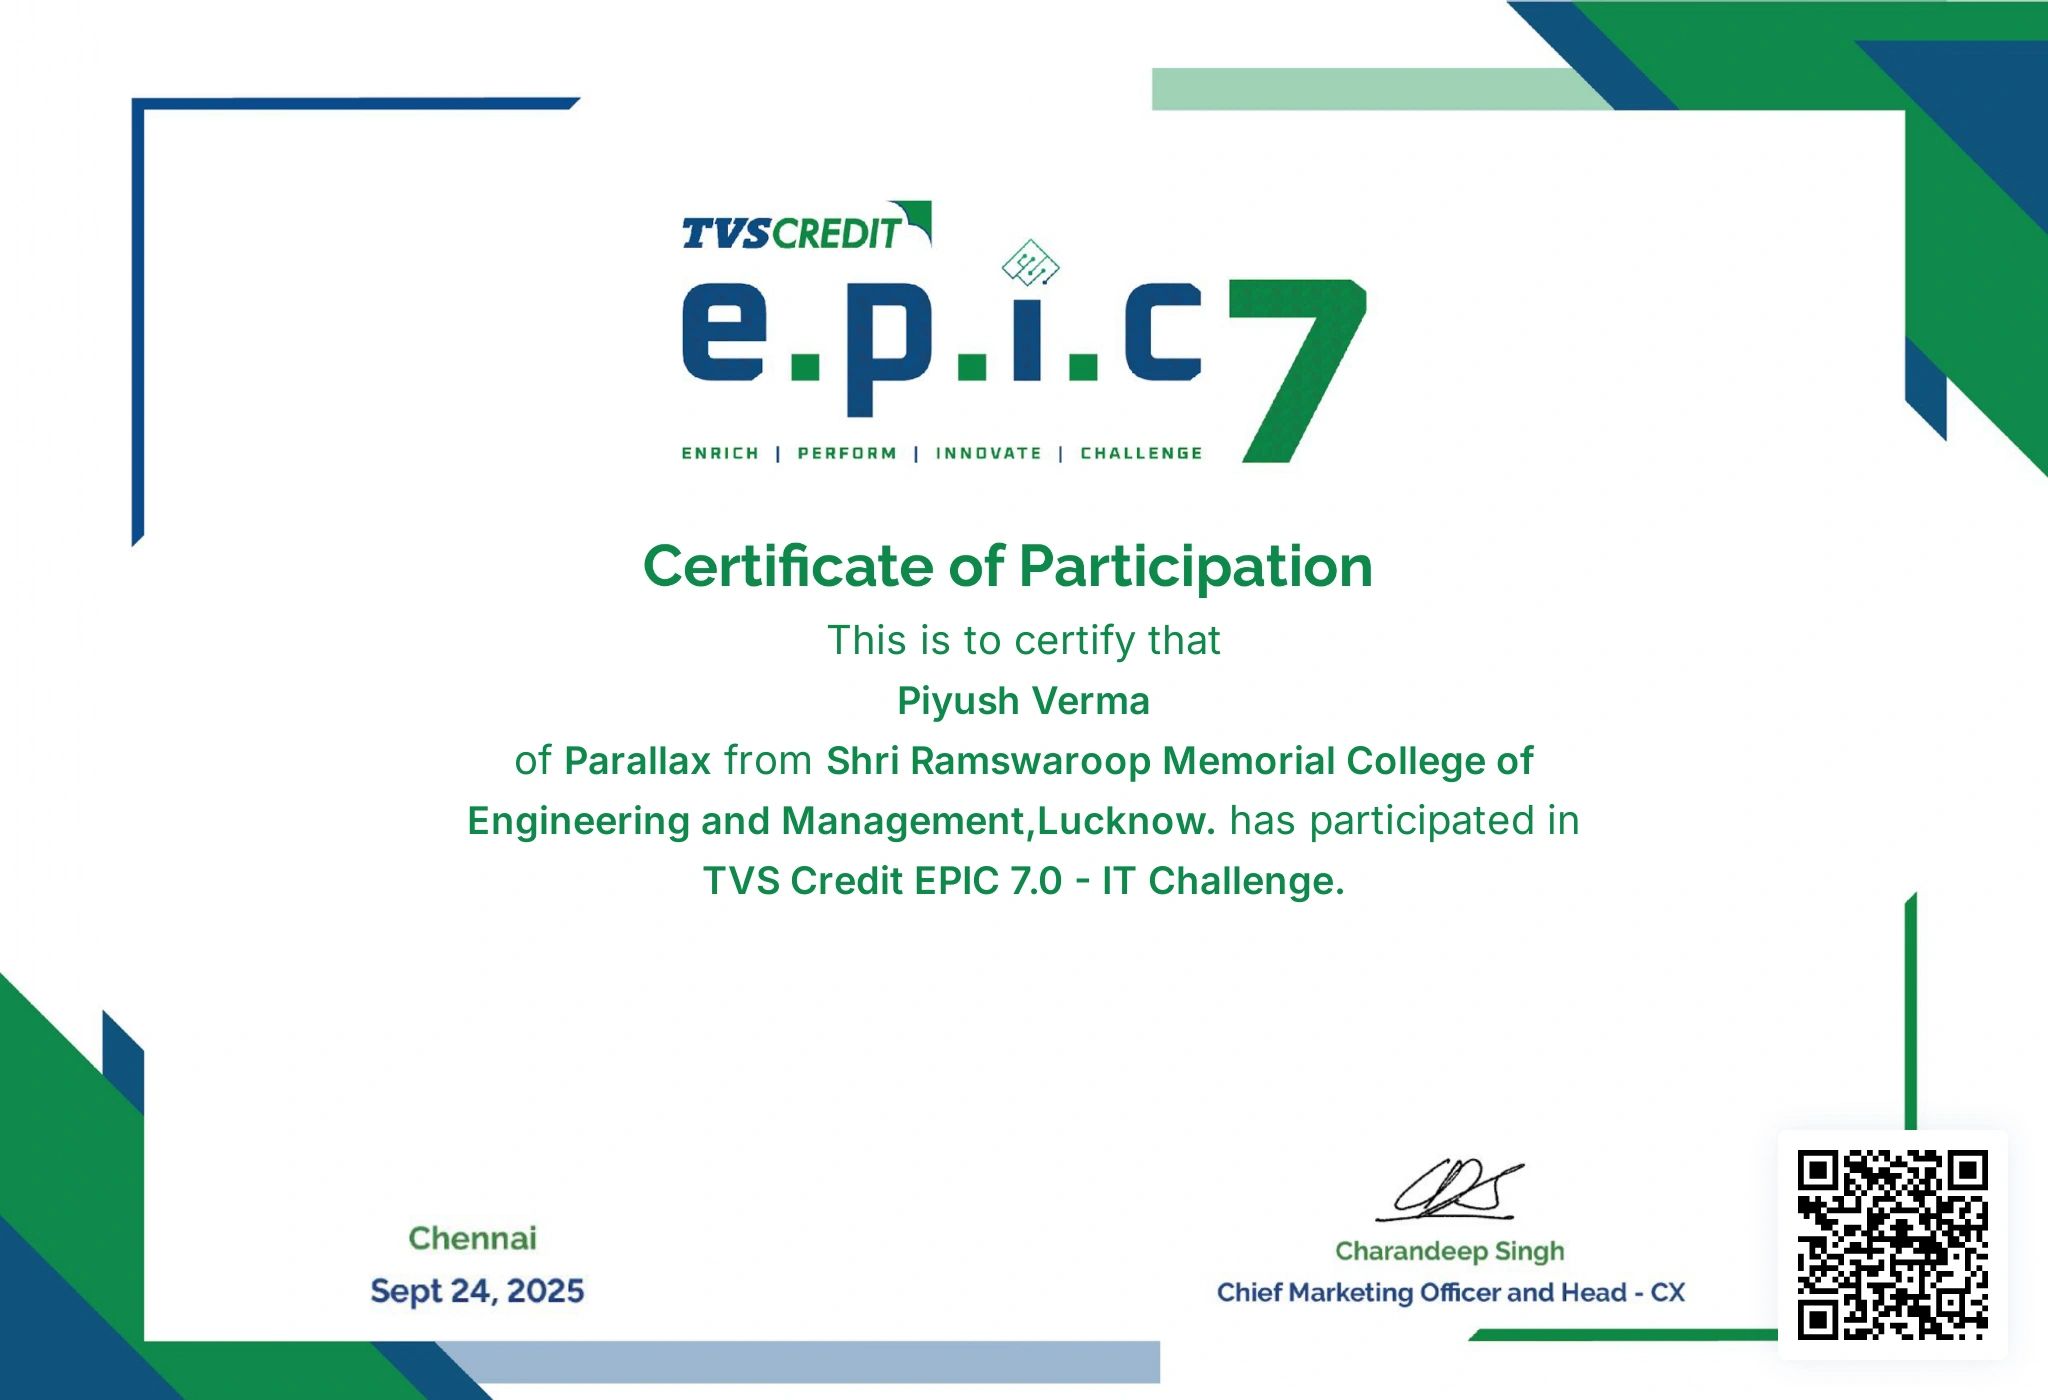 TVS CREDIT
e.p.i.c 7
ENRICH | PERFORM | INNOVATE | CHALLENGE
Certificate of Participation
This is to certify that
Piyush Verma
of Parallax from Shri Ramswaroop Memorial College of
Engineering and Management,Lucknow. has participated in
TVS Credit EPIC 7.0 - IT Challenge.
Chennai
Sept 24, 2025
Charandeep Singh
Chief Marketing Officer and Head - CX